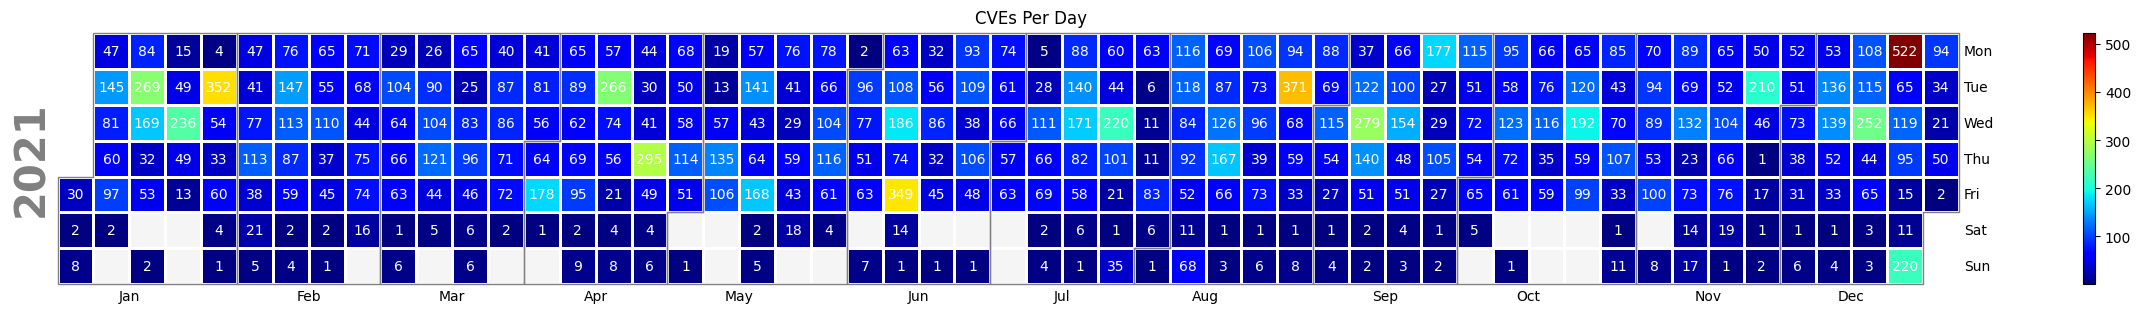 CVEs Per Day
2021
47 84 15 4 47 76 65 71 29 26 65 40 41 65 57 44 68 19 57 76 78 2 63 32 93 74 5 88 60 63 116 69 106 94 88 37 66 177 115 95 66 65 85 70 89 65 50 52 53 108 522 94 Mon
145 269 49 352 41 147 55 68 104 90 25 87 81 89 266 30 50 13 141 41 66 96 108 56 109 61 28 140 44 6 118 87 73 371 69 122 100 27 51 58 76 120 43 94 69 52 210 51 136 115 65 34 Tue
81 169 236 54 77 113 110 44 64 104 83 86 56 62 74 41 58 57 43 29 104 77 186 86 38 66 111 171 220 11 84 126 96 68 115 279 154 29 72 123 116 192 70 89 132 104 46 73 139 252 119 21 Wed
60 32 49 33 113 87 37 75 66 121 96 71 64 69 56 295 114 135 64 59 116 51 74 32 106 57 66 82 101 11 92 167 39 59 54 140 48 105 54 72 35 59 107 53 23 66 1 38 52 44 95 50 Thu
30 97 53 13 60 38 59 45 74 63 44 46 72 178 95 21 49 51 106 168 43 61 63 349 45 48 63 69 58 21 83 52 66 73 33 27 51 51 27 65 61 59 99 33 100 73 76 17 31 33 65 15 2 Fri
2 2 4 21 2 2 16 1 5 6 2 1 2 4 4 2 18 4 14 2 6 1 6 11 1 1 1 1 2 4 1 5 1 14 19 1 1 1 3 11 Sat
8 2 1 5 4 1 6 6 9 8 6 1 5 7 1 1 1 4 1 35 1 68 3 6 8 4 2 3 2 1 11 8 17 1 2 6 4 3 220 Sun
Jan Feb Mar Apr May Jun Jul Aug Sep Oct Nov Dec
500
400
300
200
100